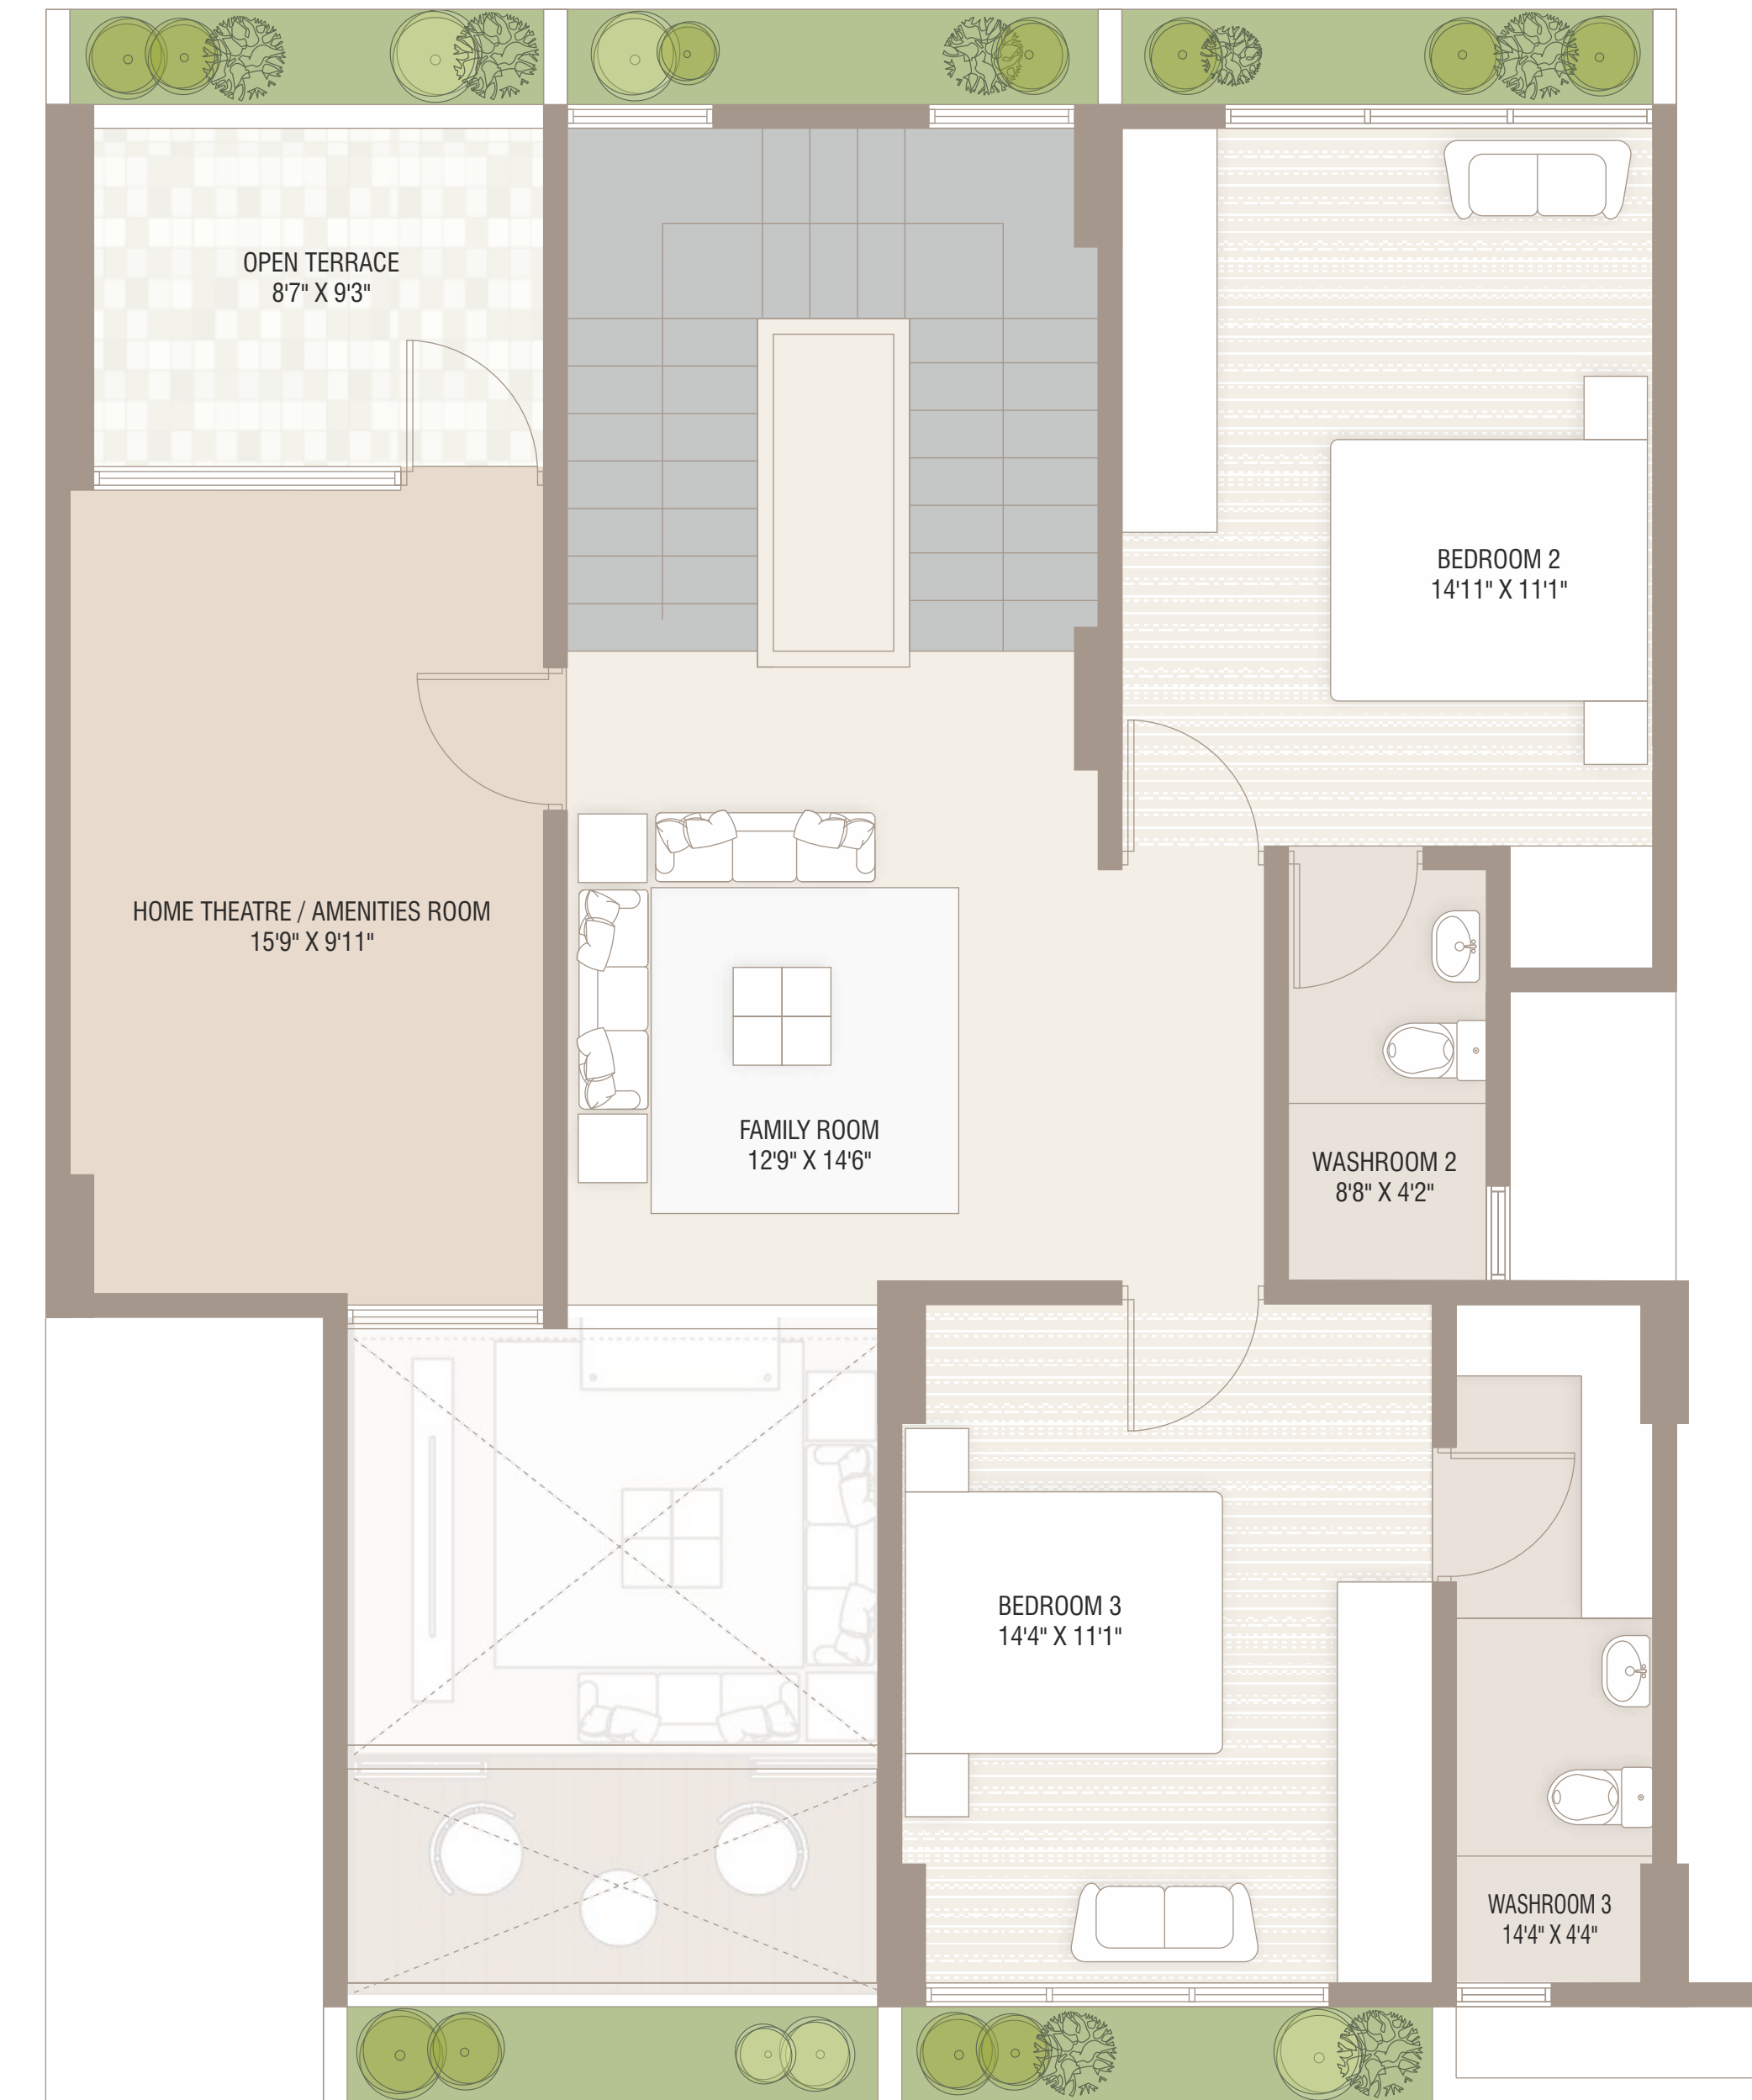 OPEN TERRACE
8'7" X 9'3"
BEDROOM 2
14'11" X 11'1"
HOME THEATRE / AMENITIES ROOM
15'9" X 9'11"
FAMILY ROOM
12'9" X 14'6"
WASHROOM 2
8'8" X 4'2"
BEDROOM 3
14'4" X 11'1"
WASHROOM 3
14'4" X 4'4"